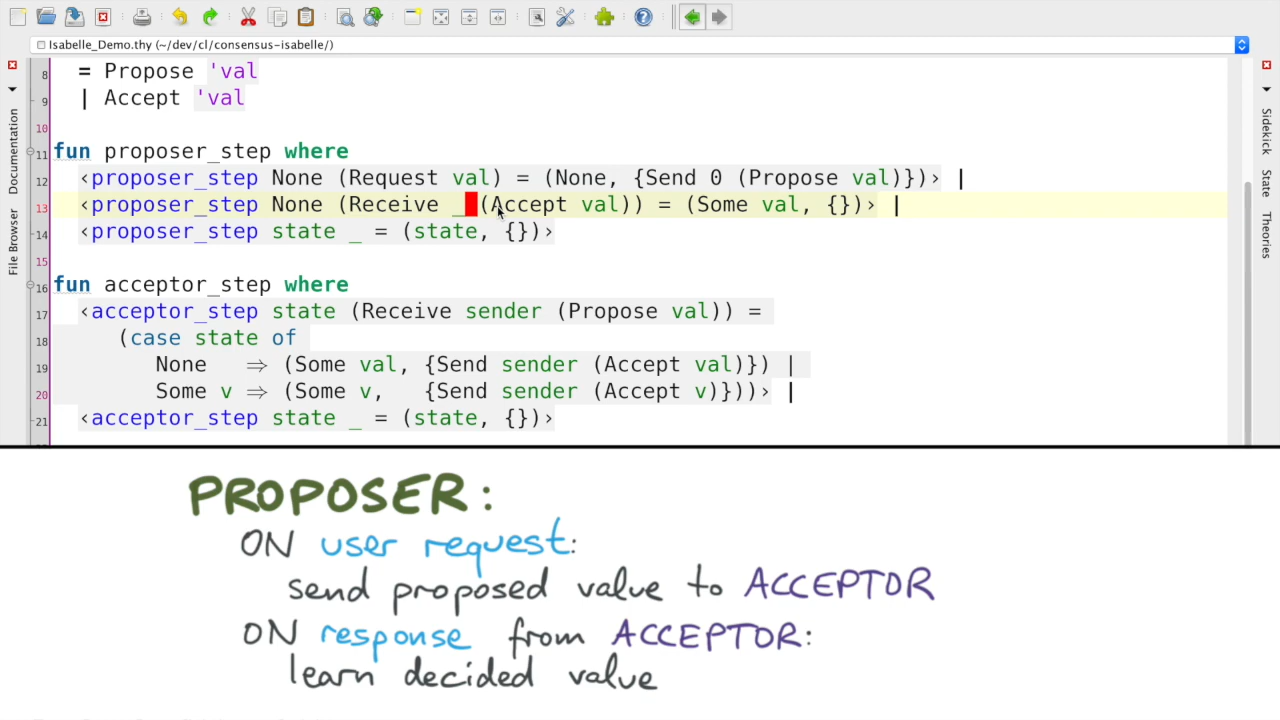 Isabelle_Demo.thy (~/dev/cl/consensus-isabelle/)
8 = Propose 'val
9 | Accept 'val
10
11 fun proposer_step where
12 ‹proposer_step None (Request val) = (None, {Send 0 (Propose val)})› |
13 ‹proposer_step None (Receive _ (Accept val)) = (Some val, {})› |
14 ‹proposer_step state _ = (state, {})›
15
16 fun acceptor_step where
17 ‹acceptor_step state (Receive sender (Propose val)) =
18 (case state of
19 None ⇒ (Some val, {Send sender (Accept val)}) |
20 Some v ⇒ (Some v, {Send sender (Accept v)}))› |
21 ‹acceptor_step state _ = (state, {})›
Documentation
File Browser
Sidekick
State
Theories
PROPOSER:
ON user request:
send proposed value to ACCEPTOR
ON response from ACCEPTOR:
learn decided value